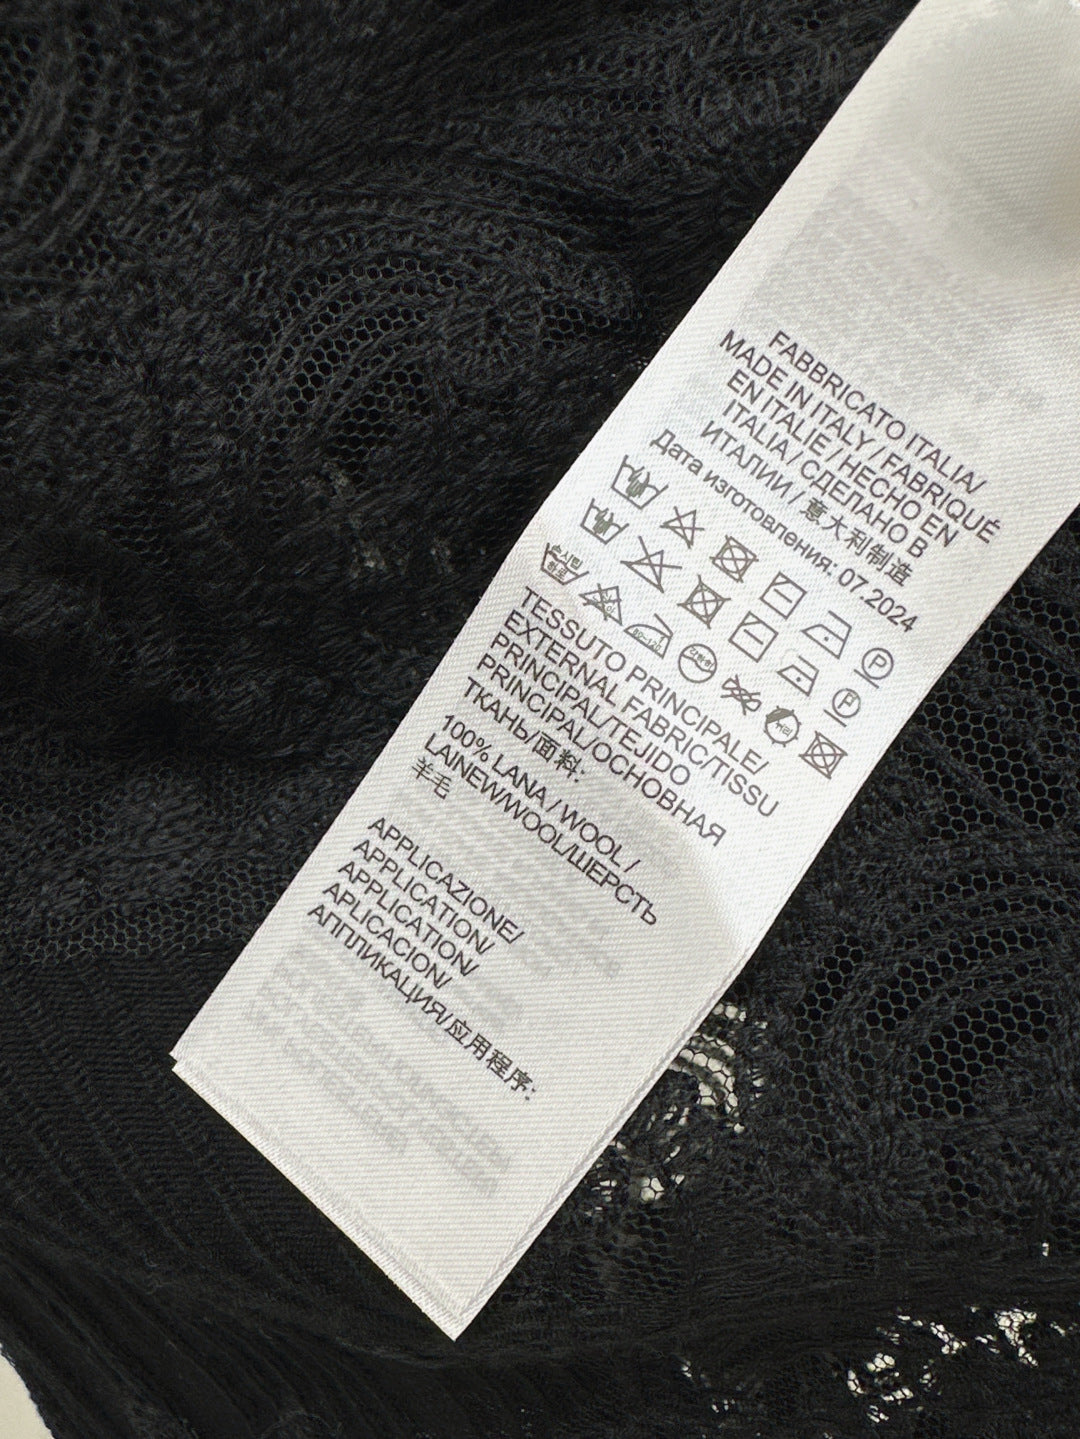 FABBRICATO ITALIA/
MADE IN ITALY / FABRIQUÉ
EN ITALIE / HECHO EN
ITALIA / СДЕЛАНО В
ИТАЛИИ / 意大利制造
Дата изготовления: 07.2024
P
P
TESSUTO PRINCIPALE/
EXTERNAL FABRIC/TISSU
PRINCIPAL/TEJIDO
PRINCIPAL/ОСНОВНАЯ
ТКАНЬ/面料:
100% LANA / WOOL /
LAINEW/WOOL/ШЕРСТЬ
羊毛
APPLICAZIONE/
APPLICATION/
APPLICATION/
APLICACION/
АППЛИКАЦИЯ/应用程序: